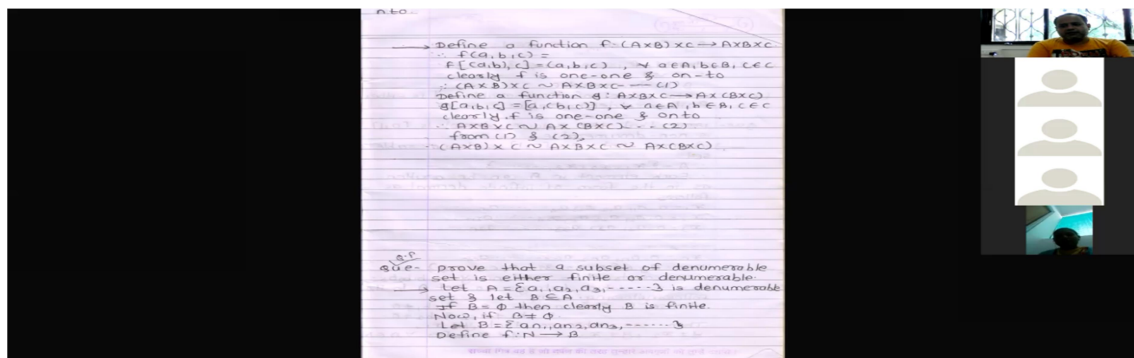 nto.
→ Define a function f: (A×B)×C → A×B×C
∴ f(a,b,c) =
f[(a,b),c] = (a,b,c) , ∀ a∈A, b∈B, c∈C
clearly f is one-one & on-to
∴ (A×B)×C ~ A×B×C --- (1)
Define a function g: A×B×C → A×(B×C)
g[a,b,c] = [a,(b,c)] , ∀ a∈A, b∈B, c∈C
clearly f is one-one & onto
∴ A×B×C ~ A×(B×C) --- (2)
from (1) & (2),
(A×B)×C ~ A×B×C ~ A×(B×C)
Q.P
Que- prove that a subset of denumerable
set is either finite or denumerable
→ Let A = {a1, a2, a3, ------} is denumerable
set & let B ⊆ A
If B = ϕ then clearly B is finite.
Now, if B ≠ ϕ
Let B = {an1, an2, an3, ------}
Define f: N → B